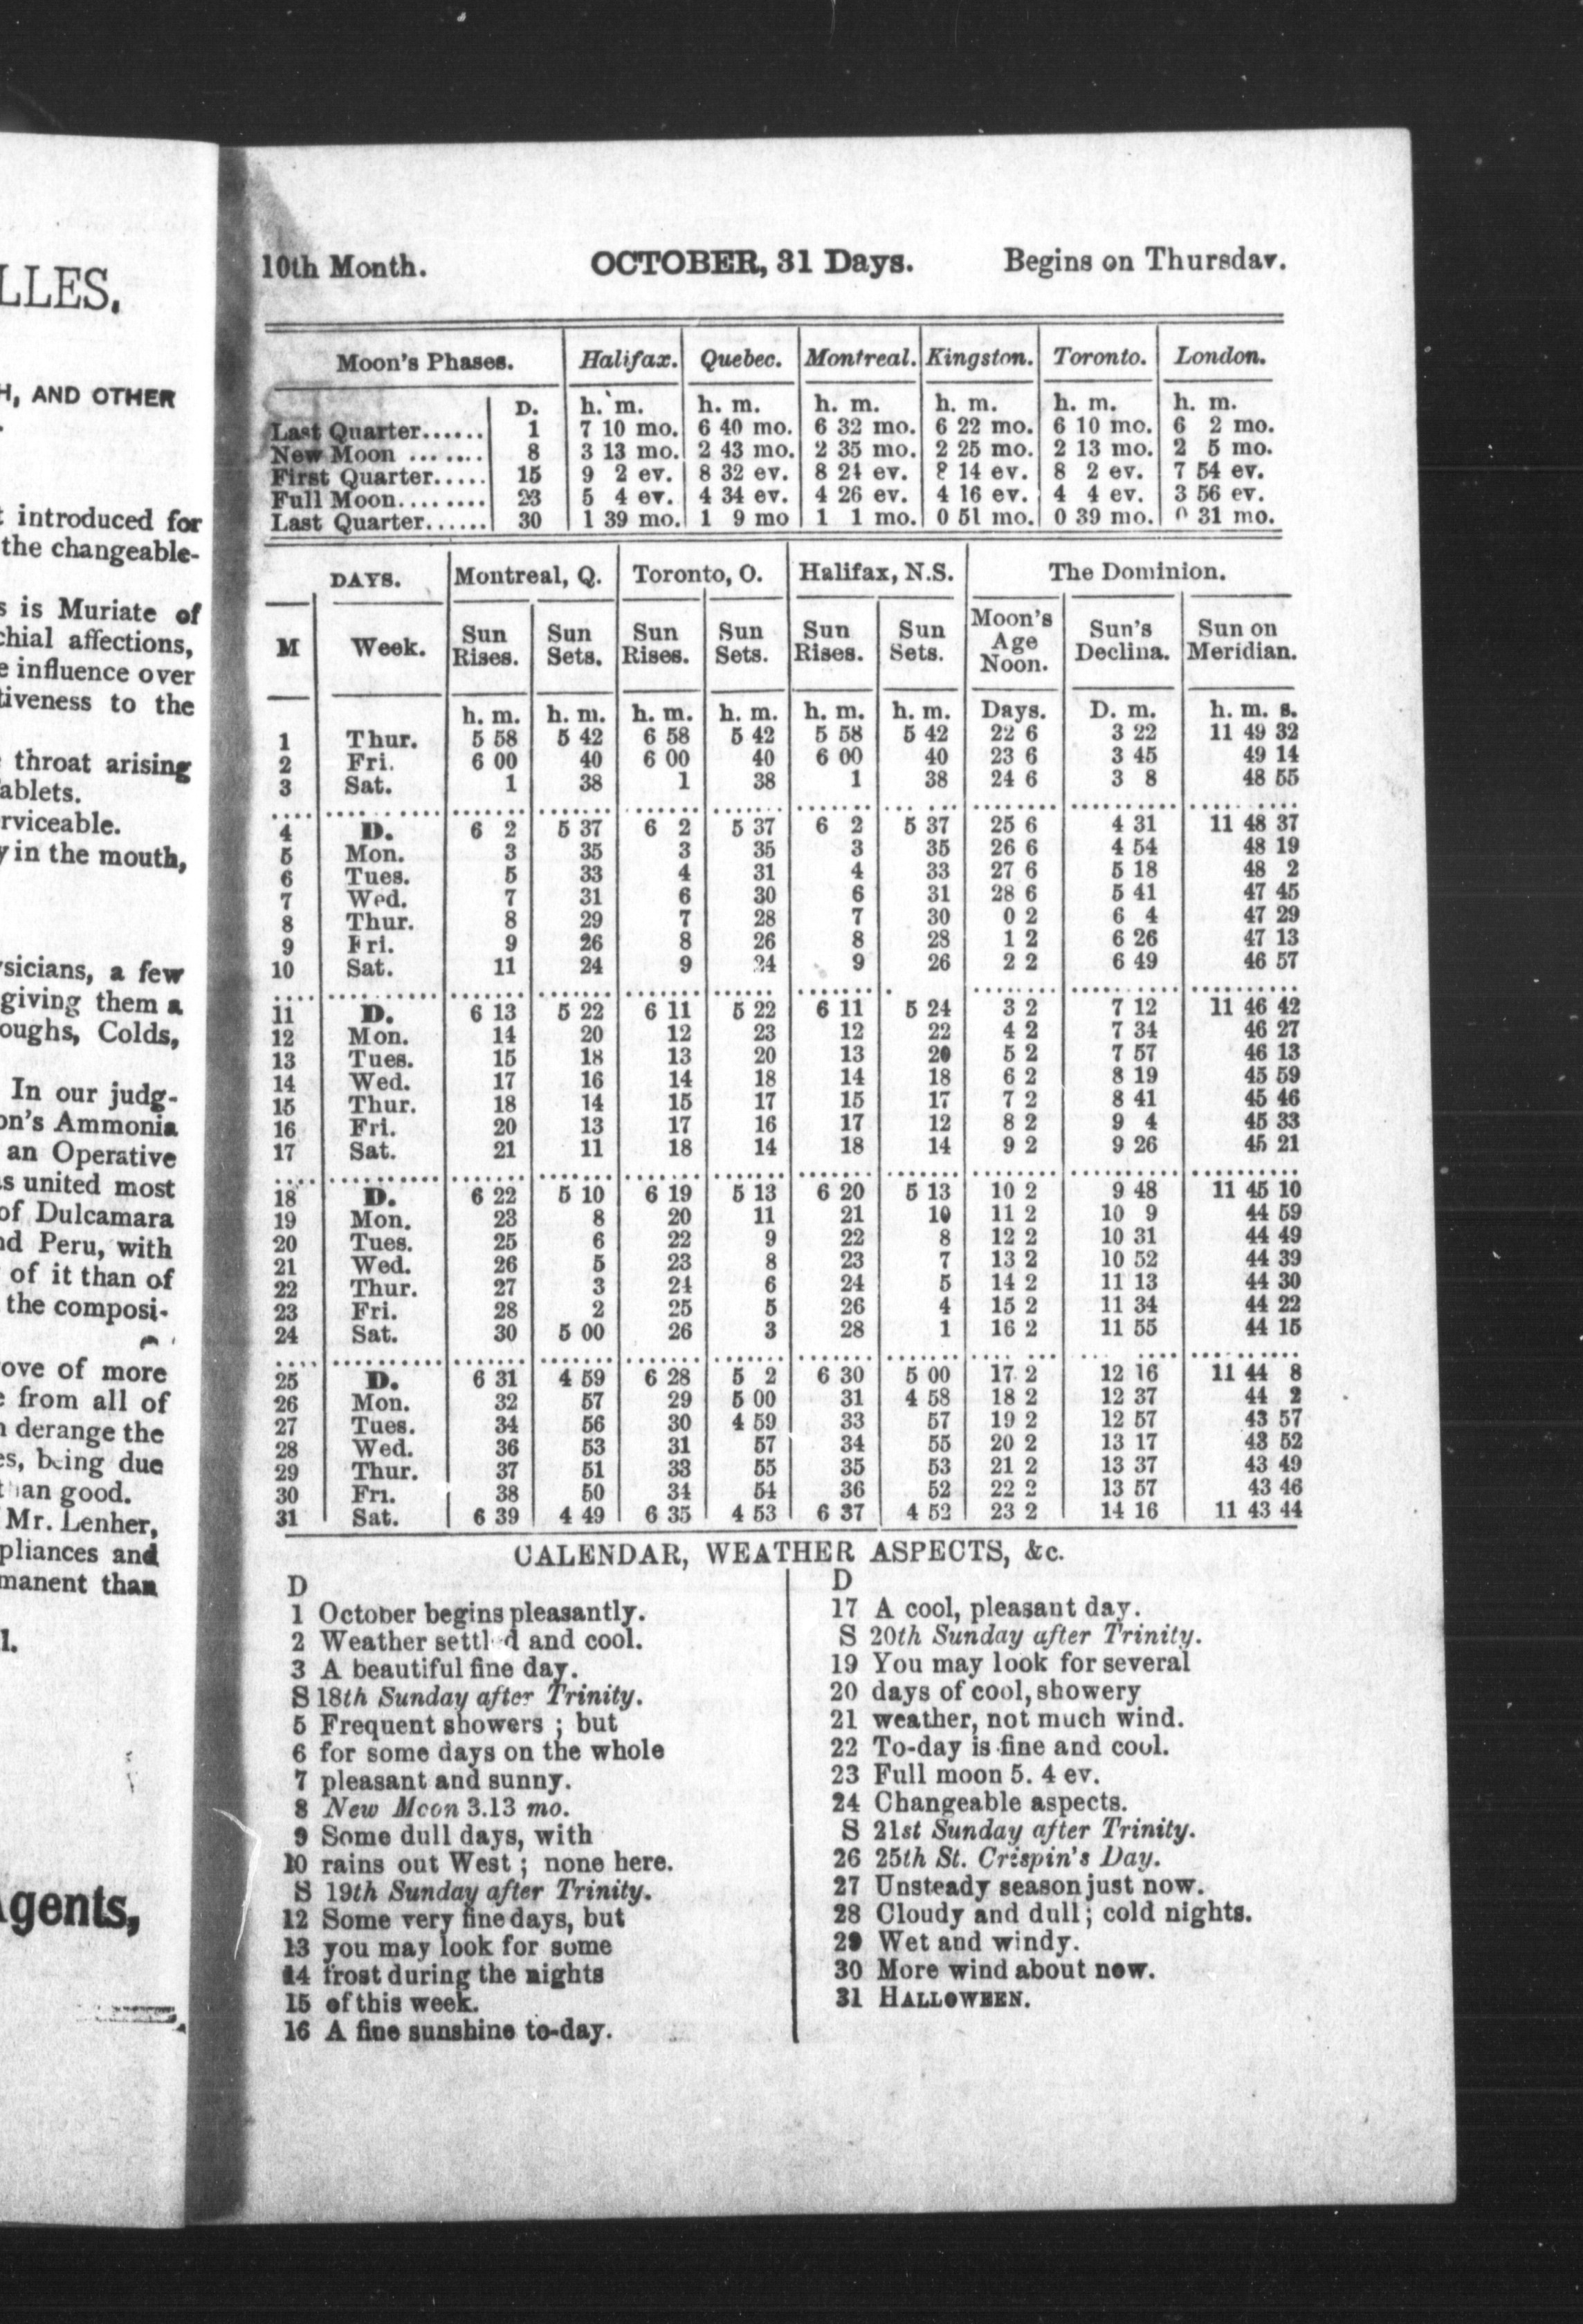 LLES.
H, AND OTHER
introduced for
the changeable-
s is Muriate of
chial affections,
e influence over
tiveness to the
throat arising
ablets.
rviceable.
y in the mouth,
ysicians, a few
giving them a
oughs, Colds,
In our judg-
on's Ammonia
an Operative
as united most
of Dulcamara
nd Peru, with
of it than of
the composi-
ove of more
e from all of
n derange the
es, being due
than good.
Mr. Lenher,
pliances and
manent than
l.
Agents,
10th Month. OCTOBER, 31 Days. Begins on Thursday.
Moon's Phases. Halifax. Quebec. Montreal. Kingston. Toronto. London.
D. h. m. h. m. h. m. h. m. h. m. h. m.
Last Quarter...... 1 7 10 mo. 6 40 mo. 6 32 mo. 6 22 mo. 6 10 mo. 6 2 mo.
New Moon ....... 8 3 13 mo. 2 43 mo. 2 35 mo. 2 25 mo. 2 13 mo. 2 5 mo.
First Quarter..... 15 9 2 ev. 8 32 ev. 8 24 ev. 8 14 ev. 8 2 ev. 7 54 ev.
Full Moon........ 23 5 4 ev. 4 34 ev. 4 26 ev. 4 16 ev. 4 4 ev. 3 56 ev.
Last Quarter...... 30 1 39 mo. 1 9 mo 1 1 mo. 0 51 mo. 0 39 mo. 0 31 mo.
DAYS. Montreal, Q. Toronto, O. Halifax, N.S. The Dominion.
M Week. Sun Rises. Sun Sets. Sun Rises. Sun Sets. Sun Rises. Sun Sets. Moon's Age Noon. Sun's Declina. Sun on Meridian.
h. m. h. m. h. m. h. m. h. m. h. m. Days. D. m. h. m. s.
1 Thur. 5 58 5 42 6 58 5 42 5 58 5 42 22 6 3 22 11 49 32
2 Fri. 6 00 40 6 00 40 6 00 40 23 6 3 45 49 14
3 Sat. 1 38 1 38 1 38 24 6 3 8 48 55
4 D. 6 2 5 37 6 2 5 37 6 2 5 37 25 6 4 31 11 48 37
5 Mon. 3 35 3 35 3 35 26 6 4 54 48 19
6 Tues. 5 33 4 31 4 33 27 6 5 18 48 2
7 Wed. 7 31 6 30 6 31 28 6 5 41 47 45
8 Thur. 8 29 7 28 7 30 0 2 6 4 47 29
9 Fri. 9 26 8 26 8 28 1 2 6 26 47 13
10 Sat. 11 24 9 24 9 26 2 2 6 49 46 57
11 D. 6 13 5 22 6 11 5 22 6 11 5 24 3 2 7 12 11 46 42
12 Mon. 14 20 12 23 12 22 4 2 7 34 46 27
13 Tues. 15 18 13 20 13 20 5 2 7 57 46 13
14 Wed. 17 16 14 18 14 18 6 2 8 19 45 59
15 Thur. 18 14 15 17 15 17 7 2 8 41 45 46
16 Fri. 20 13 17 16 17 12 8 2 9 4 45 33
17 Sat. 21 11 18 14 18 14 9 2 9 26 45 21
18 D. 6 22 5 10 6 19 5 13 6 20 5 13 10 2 9 48 11 45 10
19 Mon. 23 8 20 11 21 10 11 2 10 9 44 59
20 Tues. 25 6 22 9 22 8 12 2 10 31 44 49
21 Wed. 26 5 23 8 23 7 13 2 10 52 44 39
22 Thur. 27 3 24 6 24 5 14 2 11 13 44 30
23 Fri. 28 2 25 5 26 4 15 2 11 34 44 22
24 Sat. 30 5 00 26 3 28 1 16 2 11 55 44 15
25 D. 6 31 4 59 6 28 5 2 6 30 5 00 17 2 12 16 11 44 8
26 Mon. 32 57 29 5 00 31 4 58 18 2 12 37 44 2
27 Tues. 34 56 30 4 59 33 57 19 2 12 57 43 57
28 Wed. 36 53 31 57 34 55 20 2 13 17 43 52
29 Thur. 37 51 33 55 35 53 21 2 13 37 43 49
30 Fri. 38 50 34 54 36 52 22 2 13 57 43 46
31 Sat. 6 39 4 49 6 35 4 53 6 37 4 52 23 2 14 16 11 43 44
CALENDAR, WEATHER ASPECTS, &c.
D
1 October begins pleasantly.
2 Weather settled and cool.
3 A beautiful fine day.
S 18th Sunday after Trinity.
5 Frequent showers ; but
6 for some days on the whole
7 pleasant and sunny.
8 New Moon 3.13 mo.
9 Some dull days, with
10 rains out West ; none here.
S 19th Sunday after Trinity.
12 Some very fine days, but
13 you may look for some
14 frost during the nights
15 of this week.
16 A fine sunshine to-day.
D
17 A cool, pleasant day.
S 20th Sunday after Trinity.
19 You may look for several
20 days of cool, showery
21 weather, not much wind.
22 To-day is fine and cool.
23 Full moon 5. 4 ev.
24 Changeable aspects.
S 21st Sunday after Trinity.
26 25th St. Crispin's Day.
27 Unsteady season just now.
28 Cloudy and dull ; cold nights.
29 Wet and windy.
30 More wind about now.
31 HALLOWEEN.